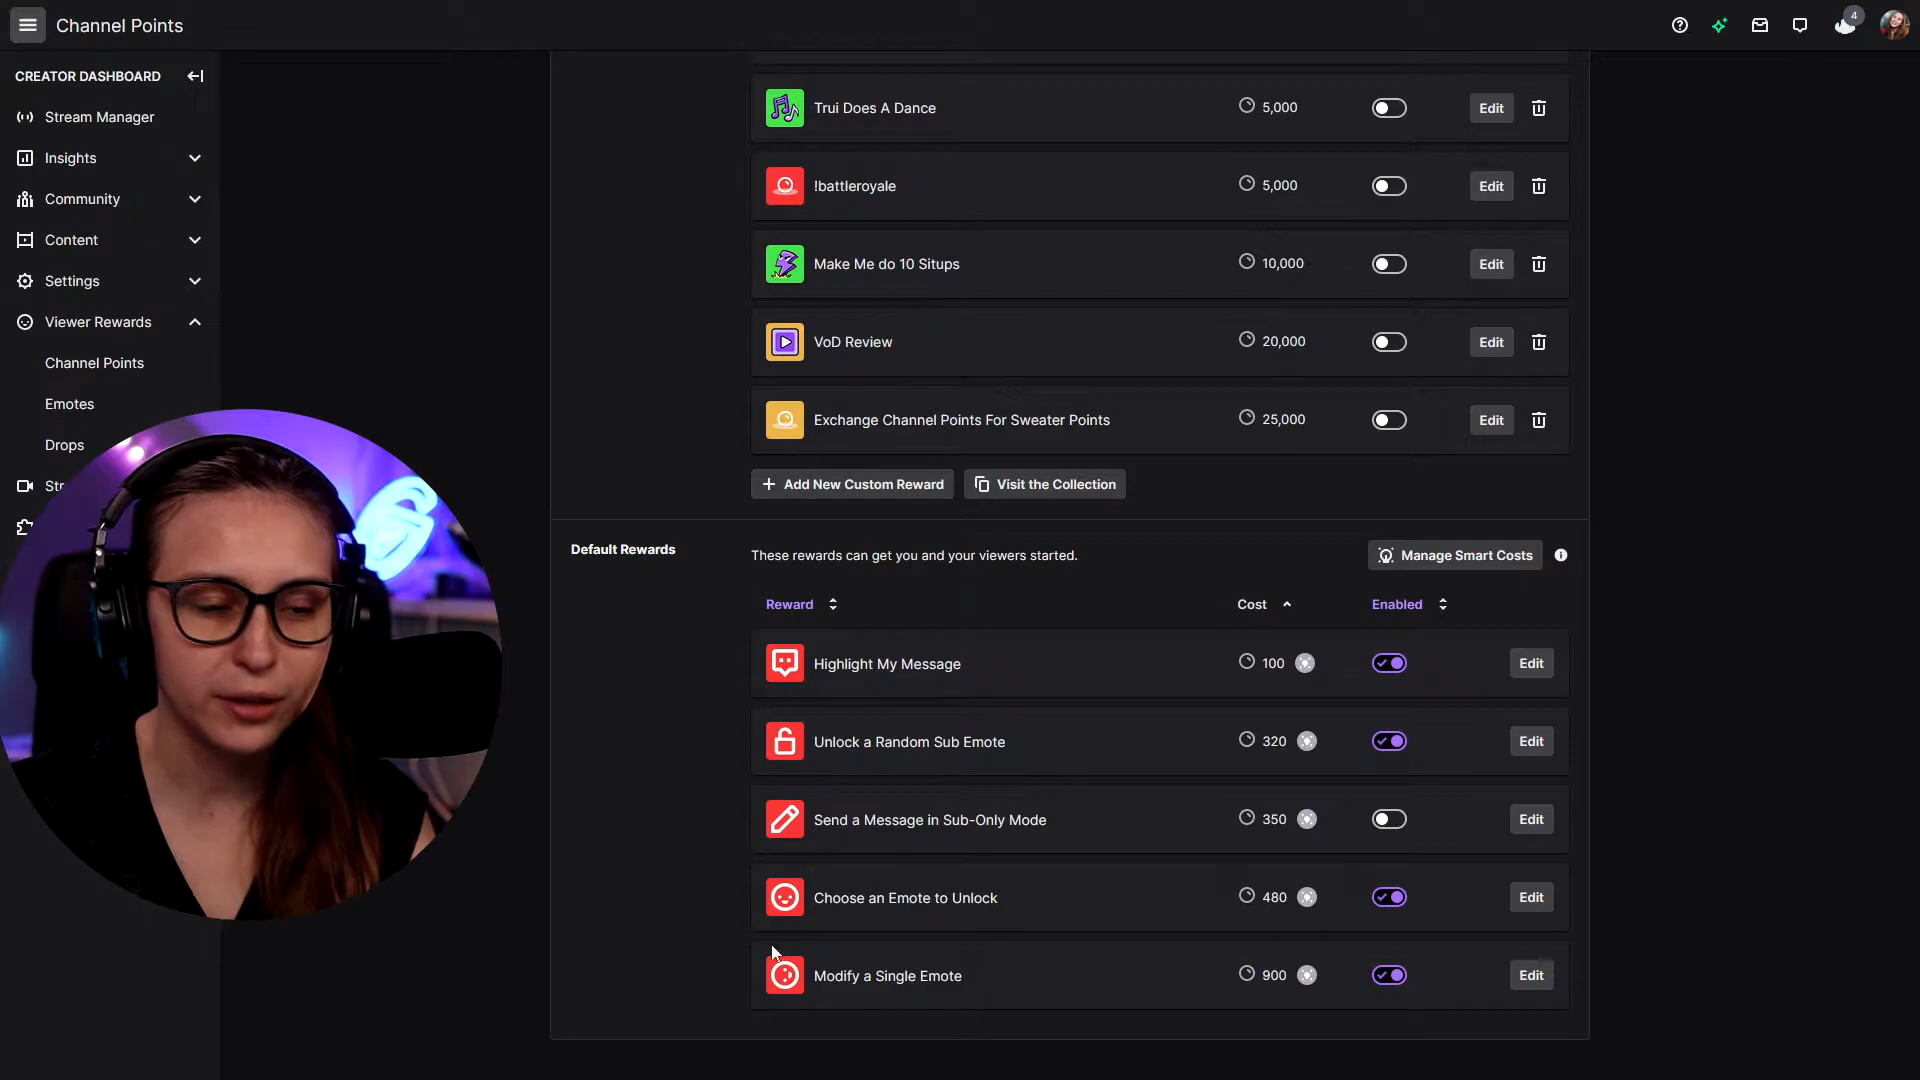 Channel Points
4
CREATOR DASHBOARD
Stream Manager
Insights
Community
Content
Settings
Viewer Rewards
Channel Points
Emotes
Drops
Str
Trui Does A Dance 5,000 Edit
!battleroyale 5,000 Edit
Make Me do 10 Situps 10,000 Edit
VoD Review 20,000 Edit
Exchange Channel Points For Sweater Points 25,000 Edit
Add New Custom Reward Visit the Collection
Default Rewards These rewards can get you and your viewers started. Manage Smart Costs
Reward Cost Enabled
Highlight My Message 100 Edit
Unlock a Random Sub Emote 320 Edit
Send a Message in Sub-Only Mode 350 Edit
Choose an Emote to Unlock 480 Edit
Modify a Single Emote 900 Edit